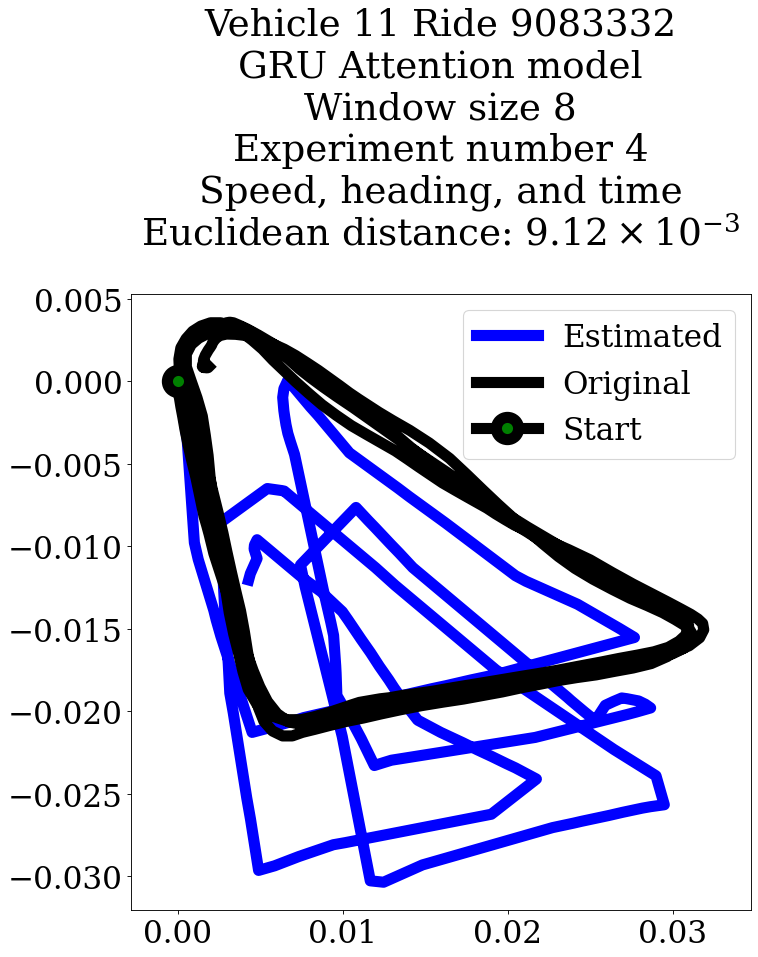 Vehicle 11 Ride 9083332
GRU Attention model
Window size 8
Experiment number 4
Speed, heading, and time
Euclidean distance: 9.12 × 10⁻³
0.005
0.000
−0.005
−0.010
−0.015
−0.020
−0.025
−0.030
Estimated
Original
Start
0.00 0.01 0.02 0.03